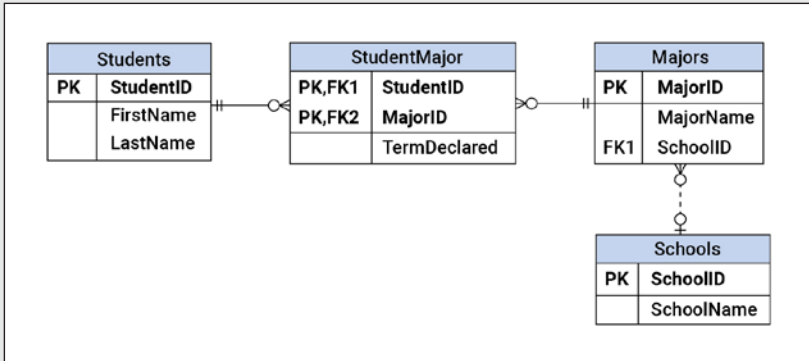 Students
PK StudentID
FirstName
LastName
StudentMajor
PK,FK1 StudentID
PK,FK2 MajorID
TermDeclared
Majors
PK MajorID
MajorName
FK1 SchoolID
Schools
PK SchoolID
SchoolName